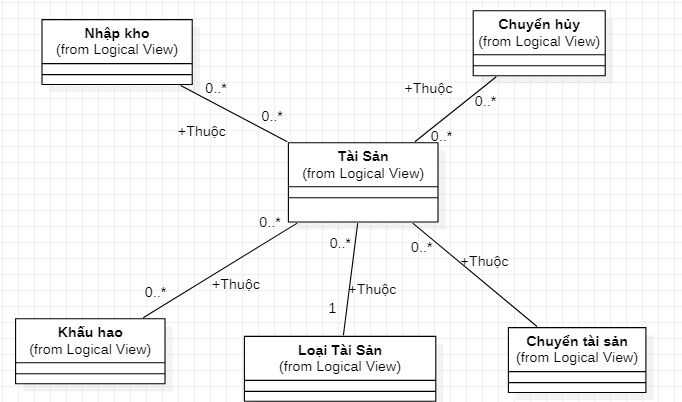 Nhập kho
(from Logical View)
Chuyển hủy
(from Logical View)
0..*
+Thuộc
0..*
0..*
+Thuộc
0..*
Tài Sản
(from Logical View)
0..*
0..*
0..*
+Thuộc
+Thuộc
+Thuộc
0..*
1
Khấu hao
(from Logical View)
Loại Tài Sản
(from Logical View)
Chuyển tài sản
(from Logical View)